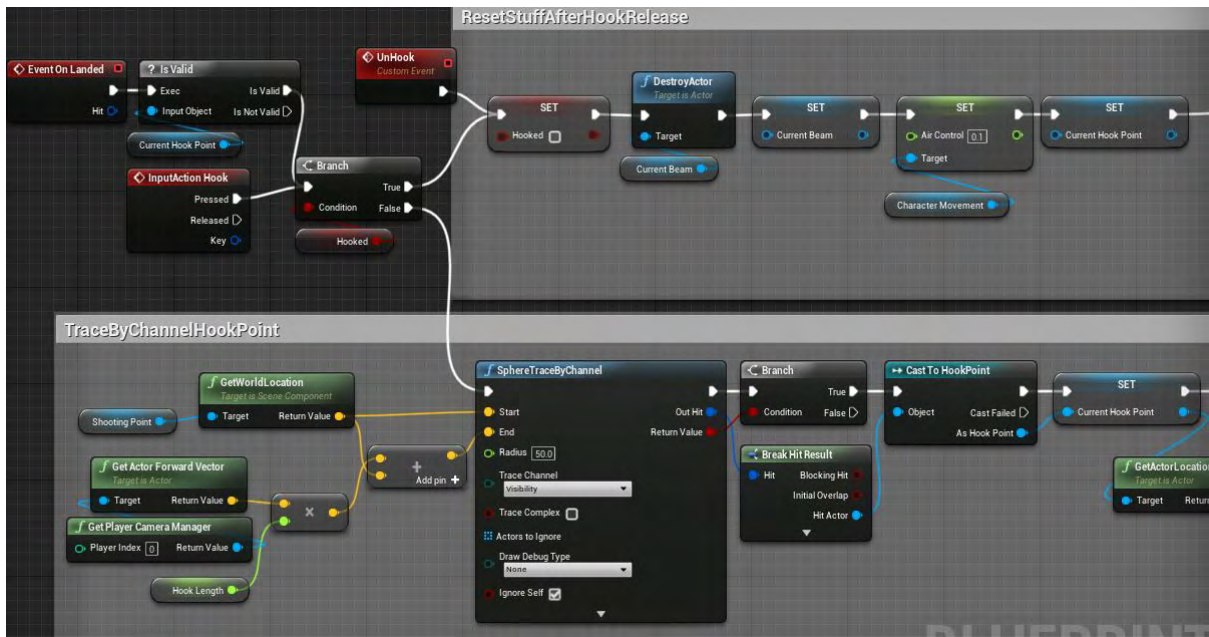 ResetStuffAfterHookRelease
Event On Landed
Hit
? Is Valid
Exec
Is Valid
Input Object
Is Not Valid
Current Hook Point
InputAction Hook
Pressed
Released
Key
UnHook
Custom Event
Branch
True
Condition
False
Hooked
SET
Hooked
DestroyActor
Target is Actor
Target
Current Beam
SET
Current Beam
SET
Air Control 0.1
Target
Character Movement
SET
Current Hook Point
TraceByChannelHookPoint
GetWorldLocation
Target is Scene Component
Target
Return Value
Shooting Point
Get Actor Forward Vector
Target is Actor
Target
Return Value
Get Player Camera Manager
Player Index 0
Return Value
Hook Length
×
+
Add pin +
SphereTraceByChannel
Start
Out Hit
End
Return Value
Radius 50.0
Trace Channel
Visibility
Trace Complex
Actors to Ignore
Draw Debug Type
None
Ignore Self
Branch
True
Condition
False
Break Hit Result
Hit
Blocking Hit
Initial Overlap
Hit Actor
Cast To HookPoint
Object
Cast Failed
As Hook Point
SET
Current Hook Point
GetActorLocatio
Target is Actor
Target
Retur